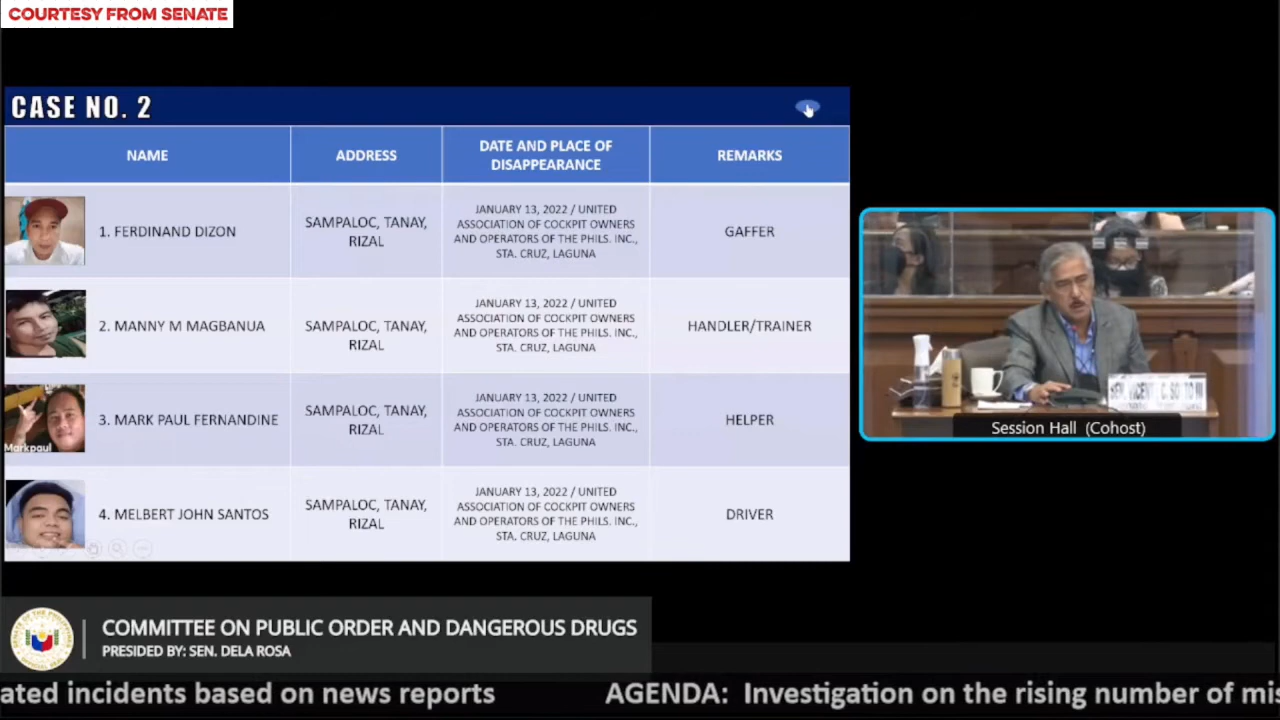 COURTESY FROM SENATE
CASE NO. 2
NAME
ADDRESS
DATE AND PLACE OF
DISAPPEARANCE
REMARKS
1. FERDINAND DIZON
SAMPALOC, TANAY,
RIZAL
JANUARY 13, 2022 / UNITED
ASSOCIATION OF COCKPIT OWNERS
AND OPERATORS OF THE PHILS. INC.,
STA. CRUZ, LAGUNA
GAFFER
2. MANNY M MAGBANUA
SAMPALOC, TANAY,
RIZAL
JANUARY 13, 2022 / UNITED
ASSOCIATION OF COCKPIT OWNERS
AND OPERATORS OF THE PHILS. INC.,
STA. CRUZ, LAGUNA
HANDLER/TRAINER
Markpaul
3. MARK PAUL FERNANDINE
SAMPALOC, TANAY,
RIZAL
JANUARY 13, 2022 / UNITED
ASSOCIATION OF COCKPIT OWNERS
AND OPERATORS OF THE PHILS. INC.,
STA. CRUZ, LAGUNA
HELPER
4. MELBERT JOHN SANTOS
SAMPALOC, TANAY,
RIZAL
JANUARY 13, 2022 / UNITED
ASSOCIATION OF COCKPIT OWNERS
AND OPERATORS OF THE PHILS. INC.,
STA. CRUZ, LAGUNA
DRIVER
SEN. VICENTE C. SOTTO III
Session Hall (Cohost)
COMMITTEE ON PUBLIC ORDER AND DANGEROUS DRUGS
PRESIDED BY: SEN. DELA ROSA
ated incidents based on news reports AGENDA: Investigation on the rising number of mis